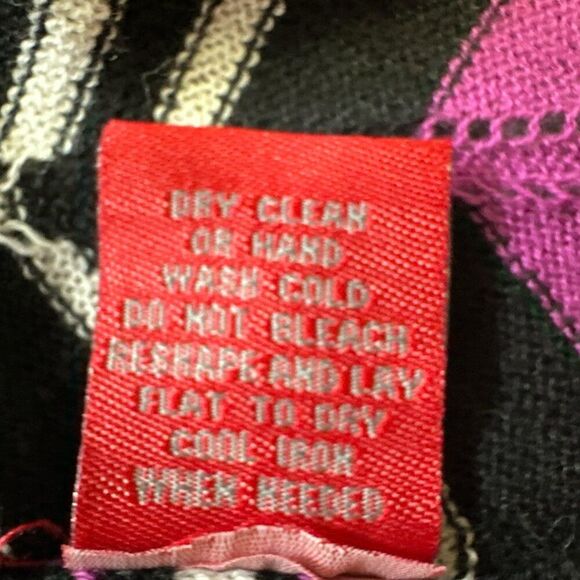 DRY CLEAN
OR HAND
WASH COLD
DO NOT BLEACH
RESHAPE AND LAY
FLAT TO DRY
COOL IRON
WHEN NEEDED